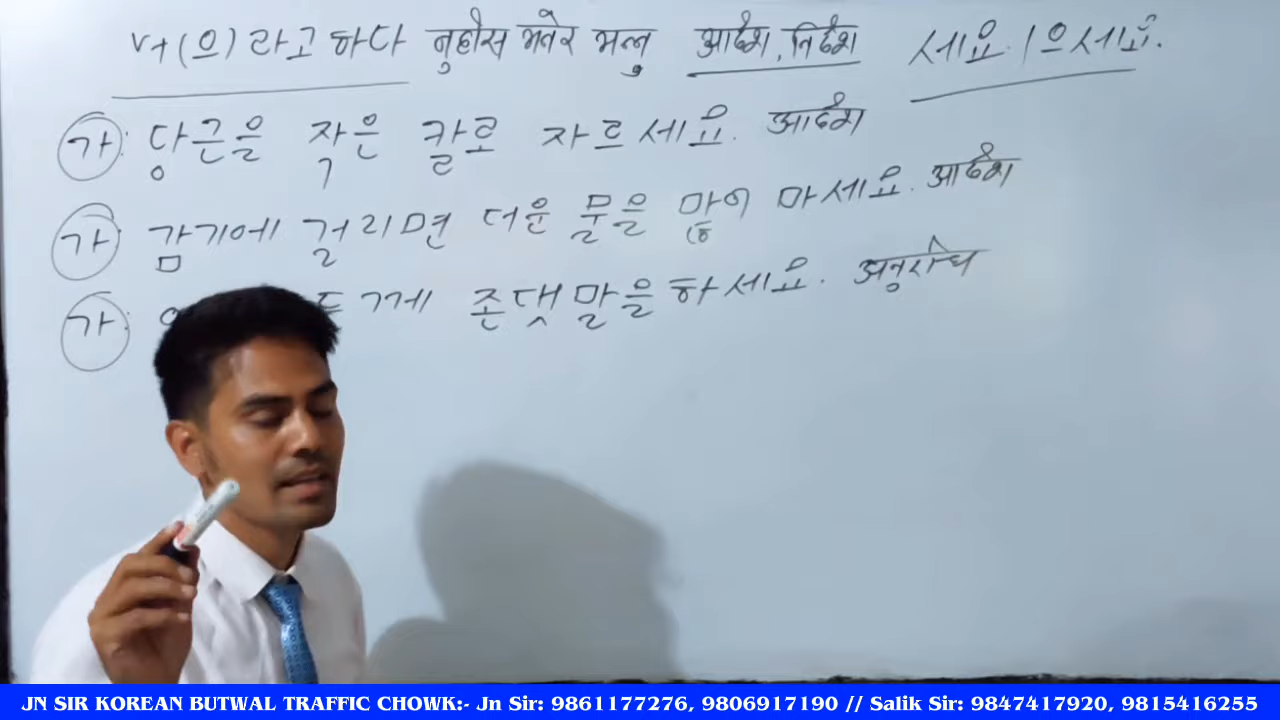 V+(으)라고하다 नुहोस भनेर भन्नु आदेश, निर्देश 세요./으세요.
가: 당근을 작은 칼로 자르세요. आदेश
가: 감기에 걸리면 더운 물을 많이 마세요. आदेश
가: 께 존댓말을 하세요. अनुरोध
JN SIR KOREAN BUTWAL TRAFFIC CHOWK:- Jn Sir: 9861177276, 9806917190 // Salik Sir: 9847417920, 9815416255